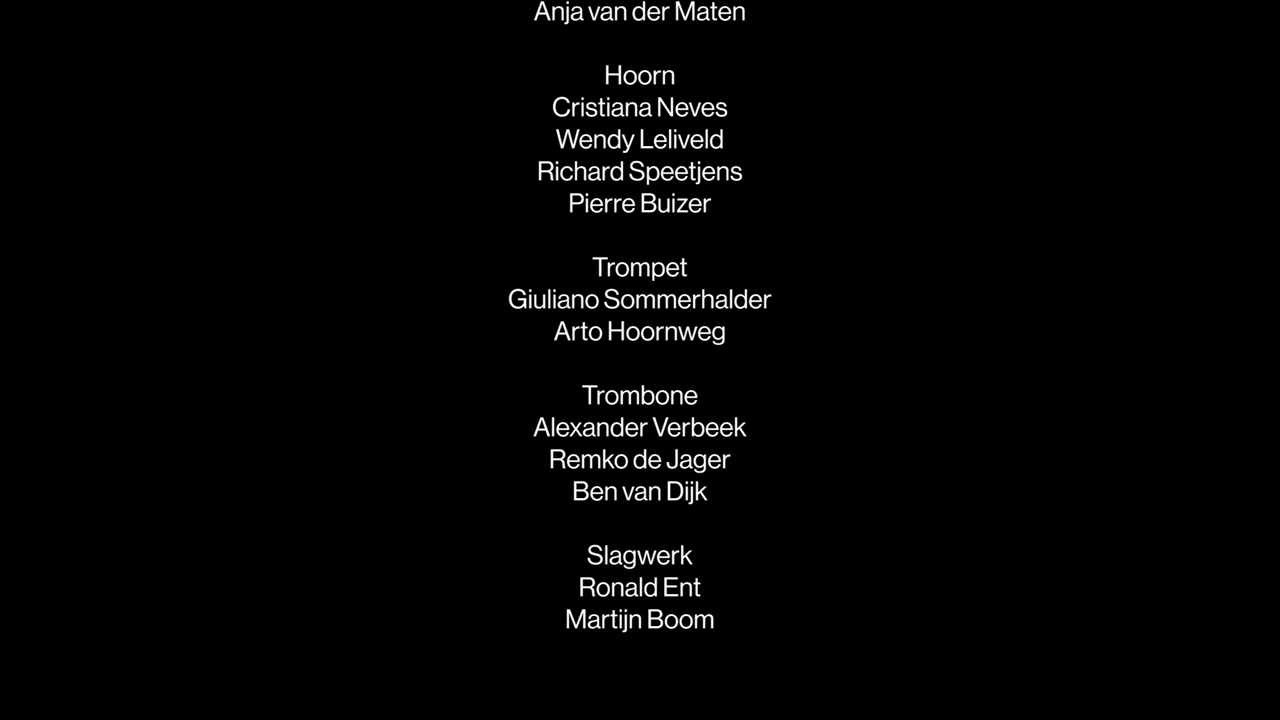 Anja van der Maten
Hoorn
Cristiana Neves
Wendy Leliveld
Richard Speetjens
Pierre Buizer
Trompet
Giuliano Sommerhalder
Arto Hoornweg
Trombone
Alexander Verbeek
Remko de Jager
Ben van Dijk
Slagwerk
Ronald Ent
Martijn Boom